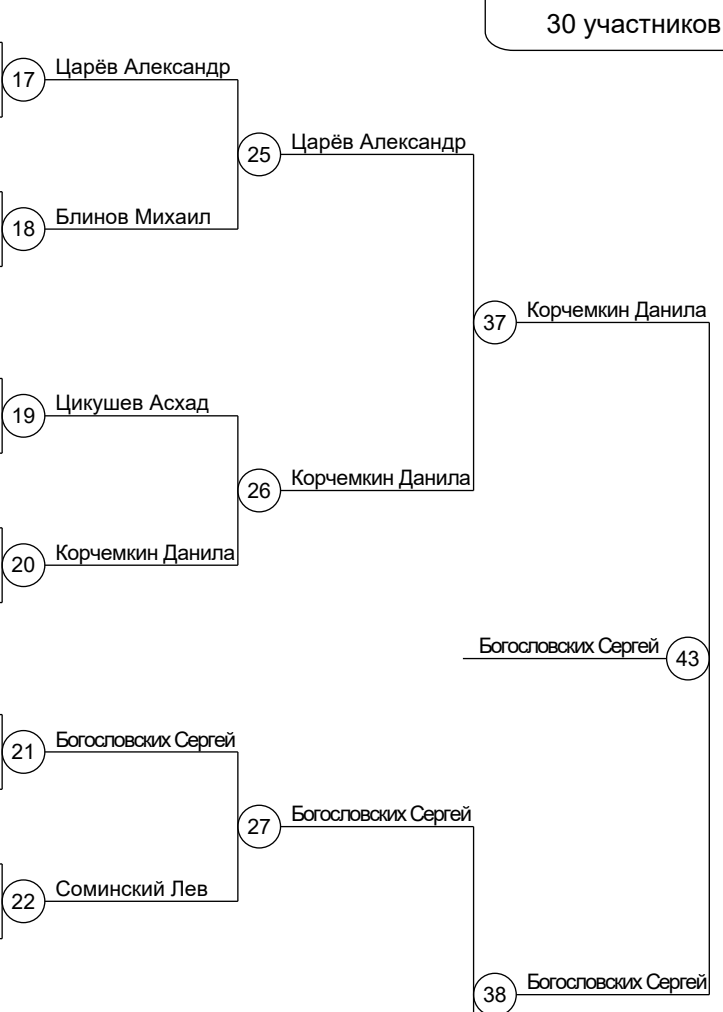 30 участников
17 Царёв Александр
25 Царёв Александр
18 Блинов Михаил
37 Корчемкин Данила
19 Цикушев Асхад
26 Корчемкин Данила
20 Корчемкин Данила
Богословских Сергей 43
21 Богословских Сергей
27 Богословских Сергей
22 Соминский Лев
38 Богословских Сергей